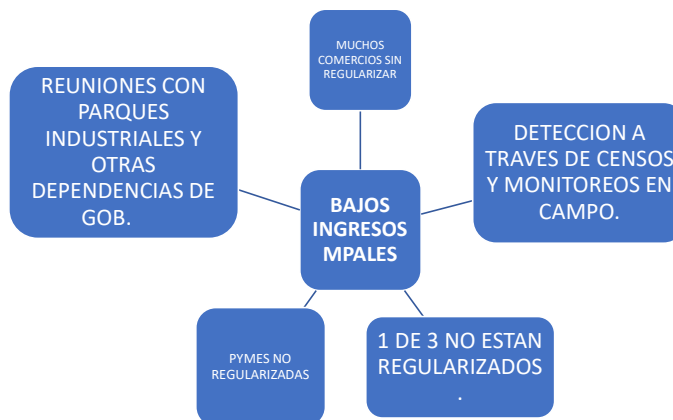 MUCHOS
COMERCIOS SIN
REGULARIZAR
REUNIONES CON
PARQUES
INDUSTRIALES Y
OTRAS
DEPENDENCIAS DE
GOB.
DETECCION A
TRAVES DE CENSOS
Y MONITOREOS EN
CAMPO.
BAJOS
INGRESOS
MPALES
PYMES NO
REGULARIZADAS
1 DE 3 NO ESTAN
REGULARIZADOS
.